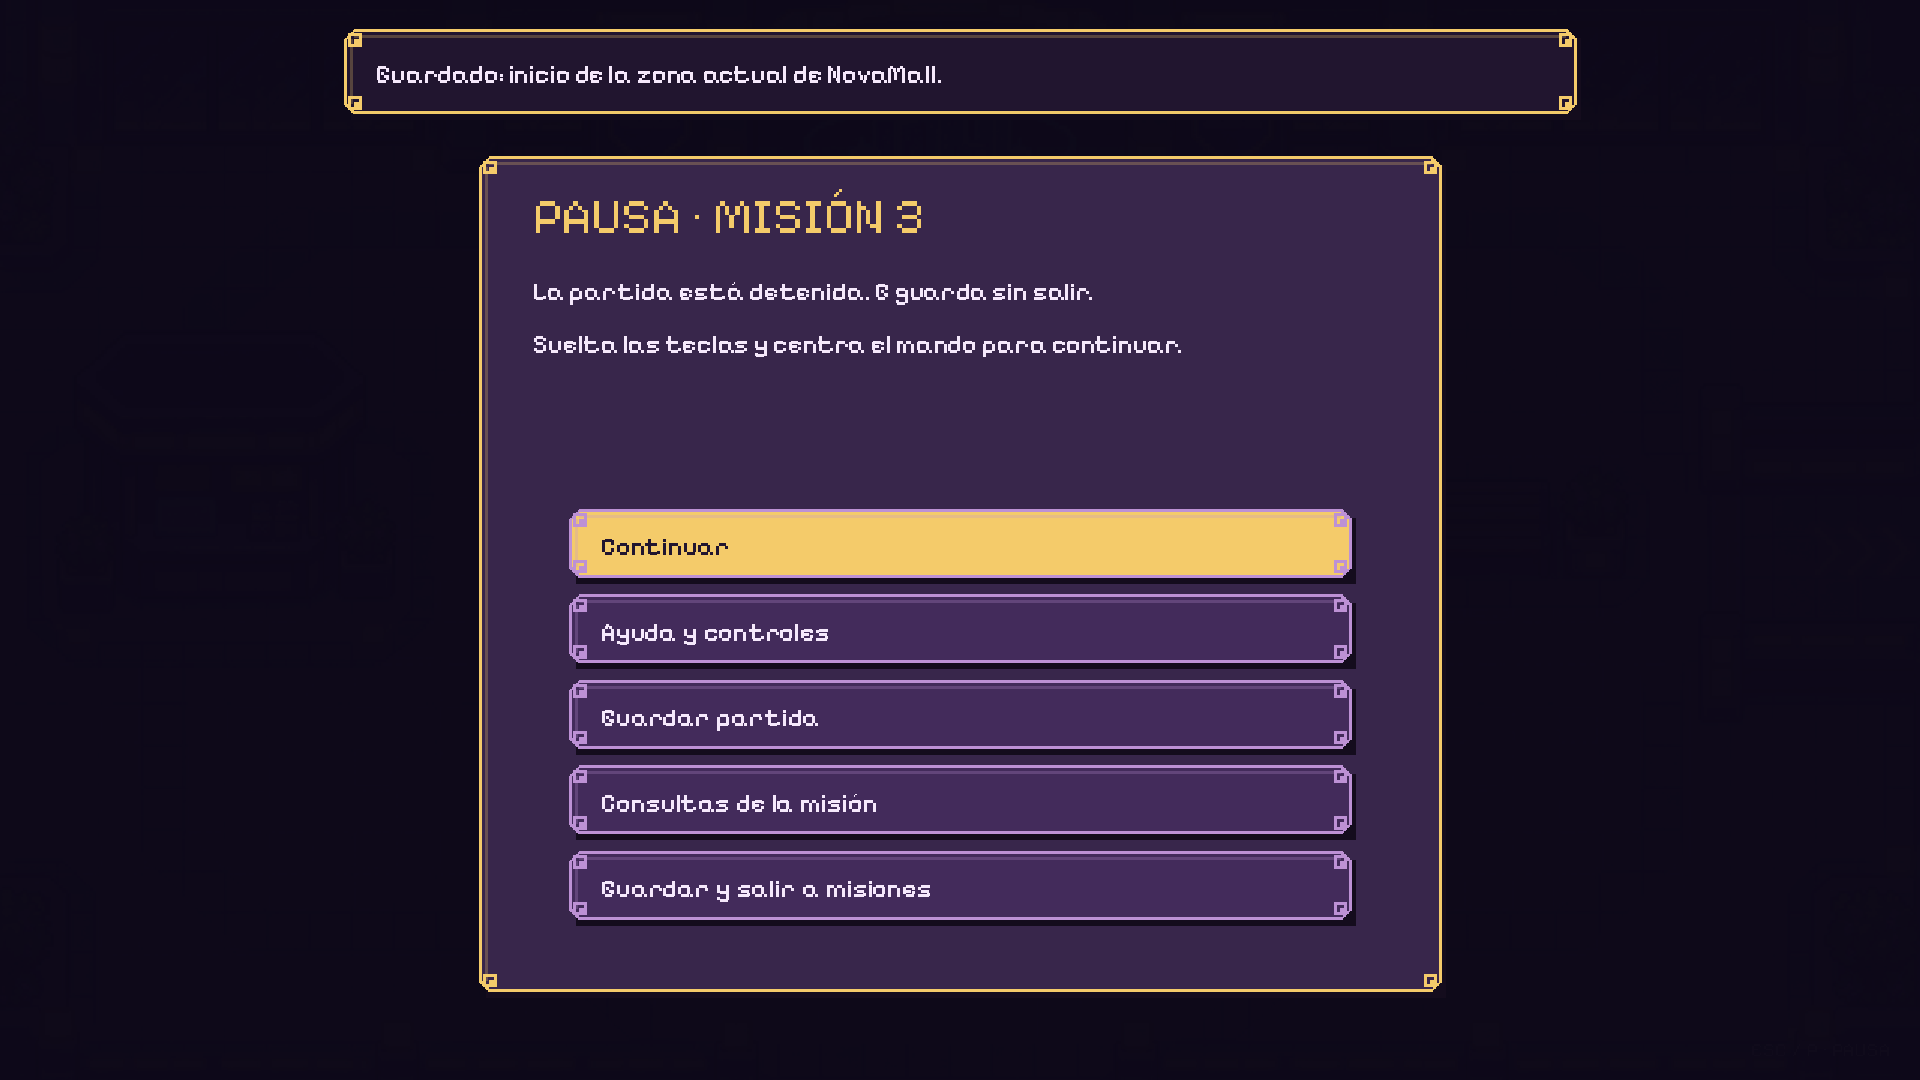 Guardado: inicio de la zona actual de NovaMall.
PAUSA · MISIÓN 3
La partida está detenida. G guarda sin salir.
Suelta las teclas y centra el mando para continuar.
Continuar
Ayuda y controles
Guardar partida
Consultas de la misión
Guardar y salir a misiones